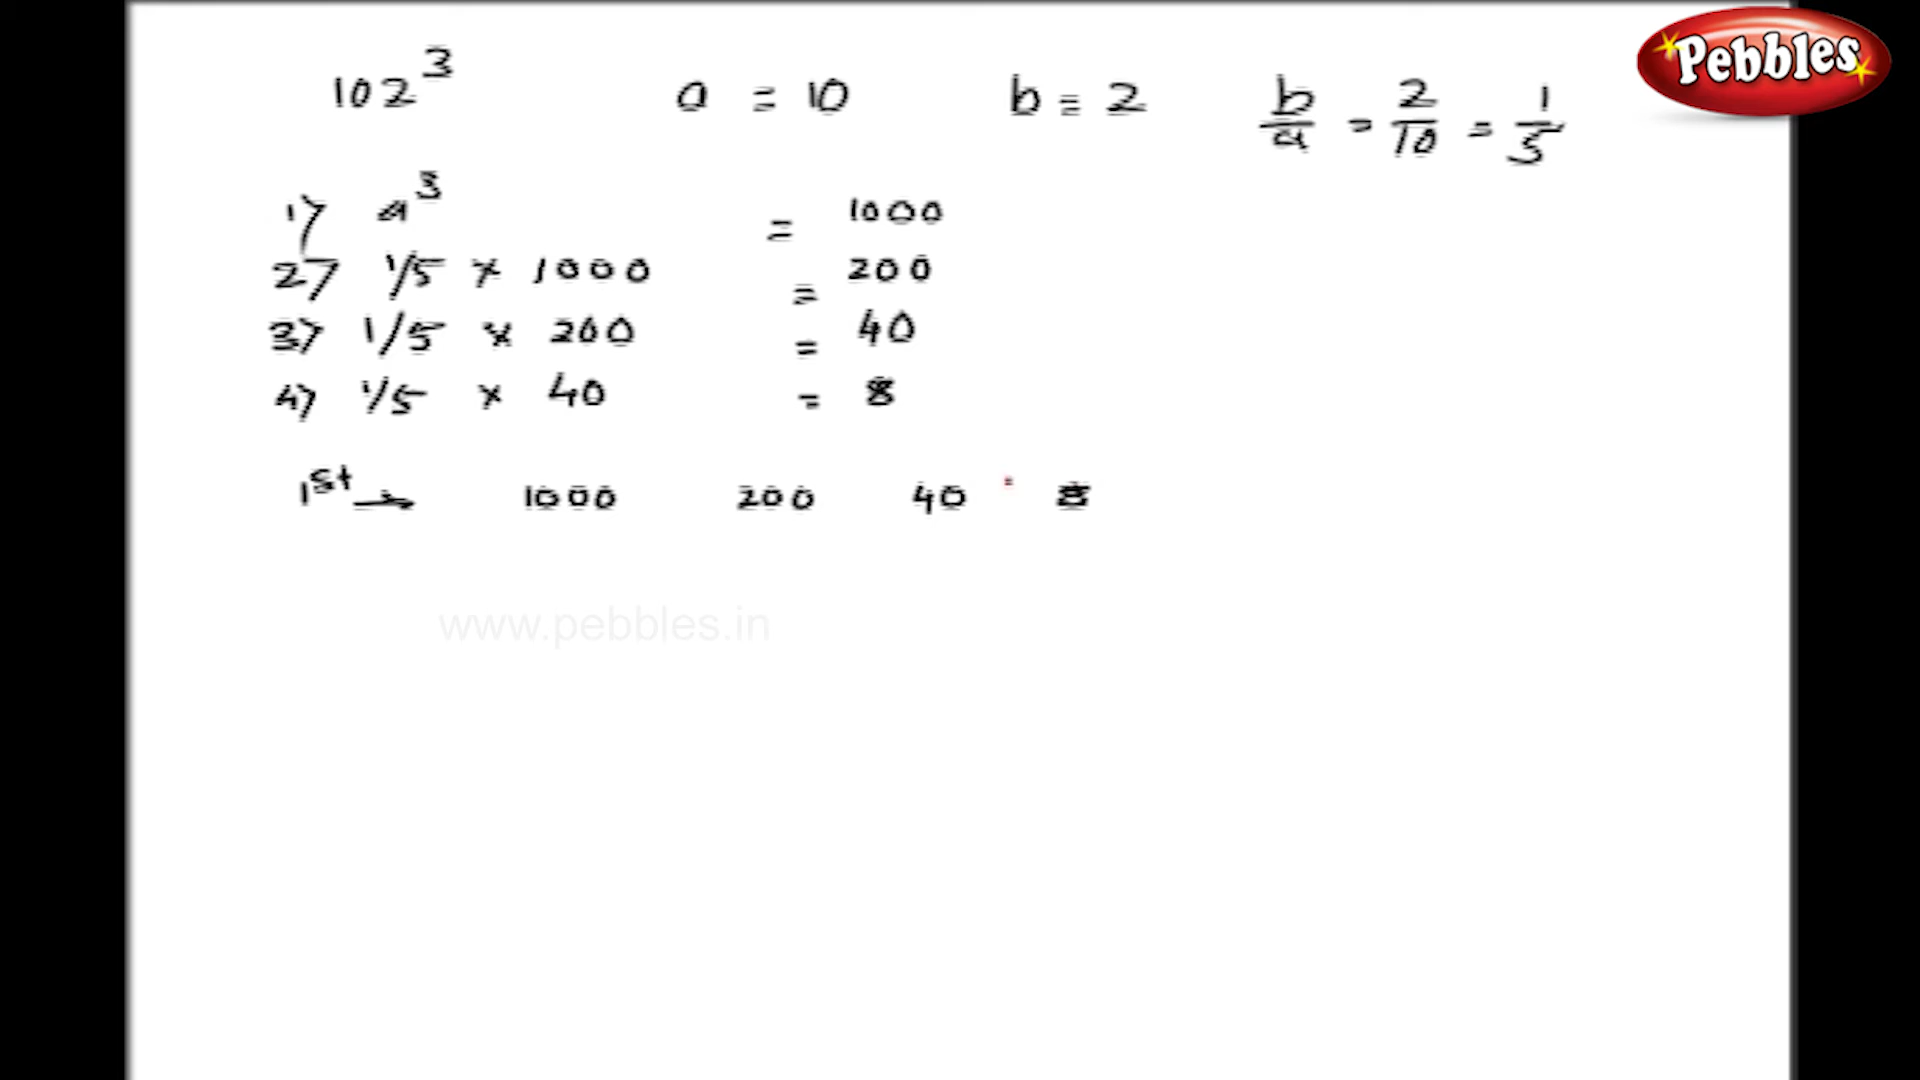 Pebbles
102³ a = 10 b = 2 b/a = 2/10 = 1/5
1) a³ = 1000
2) 1/5 × 1000 = 200
3) 1/5 × 200 = 40
4) 1/5 × 40 = 8
1st → 1000 200 40 8
www.pebbles.in